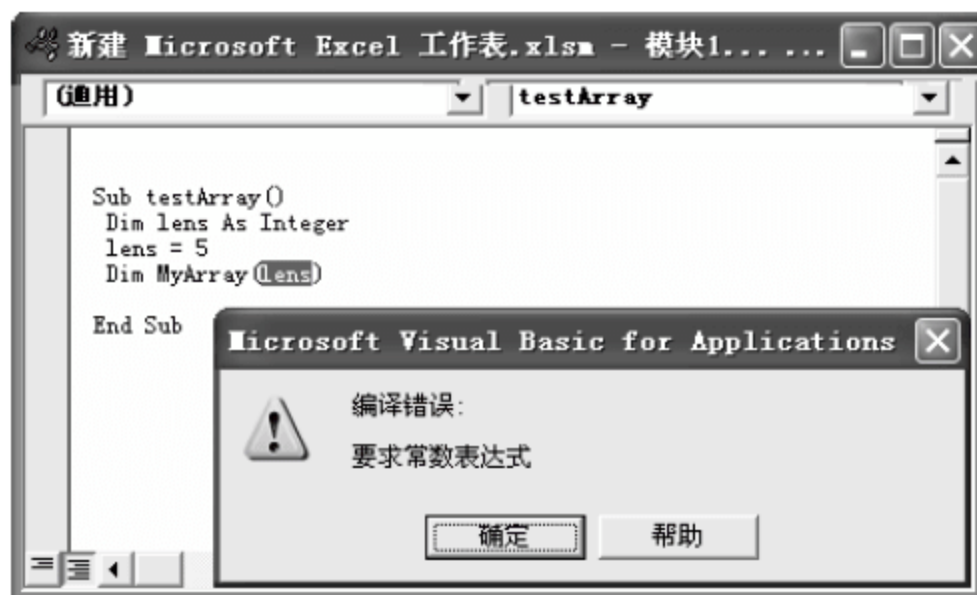 新建 Microsoft Excel 工作表.xlsm - 模块1... ...
(通用)
testArray
Sub testArray()
Dim lens As Integer
lens = 5
Dim MyArray(lens)
End Sub
Microsoft Visual Basic for Applications
编译错误:
要求常数表达式
确定
帮助